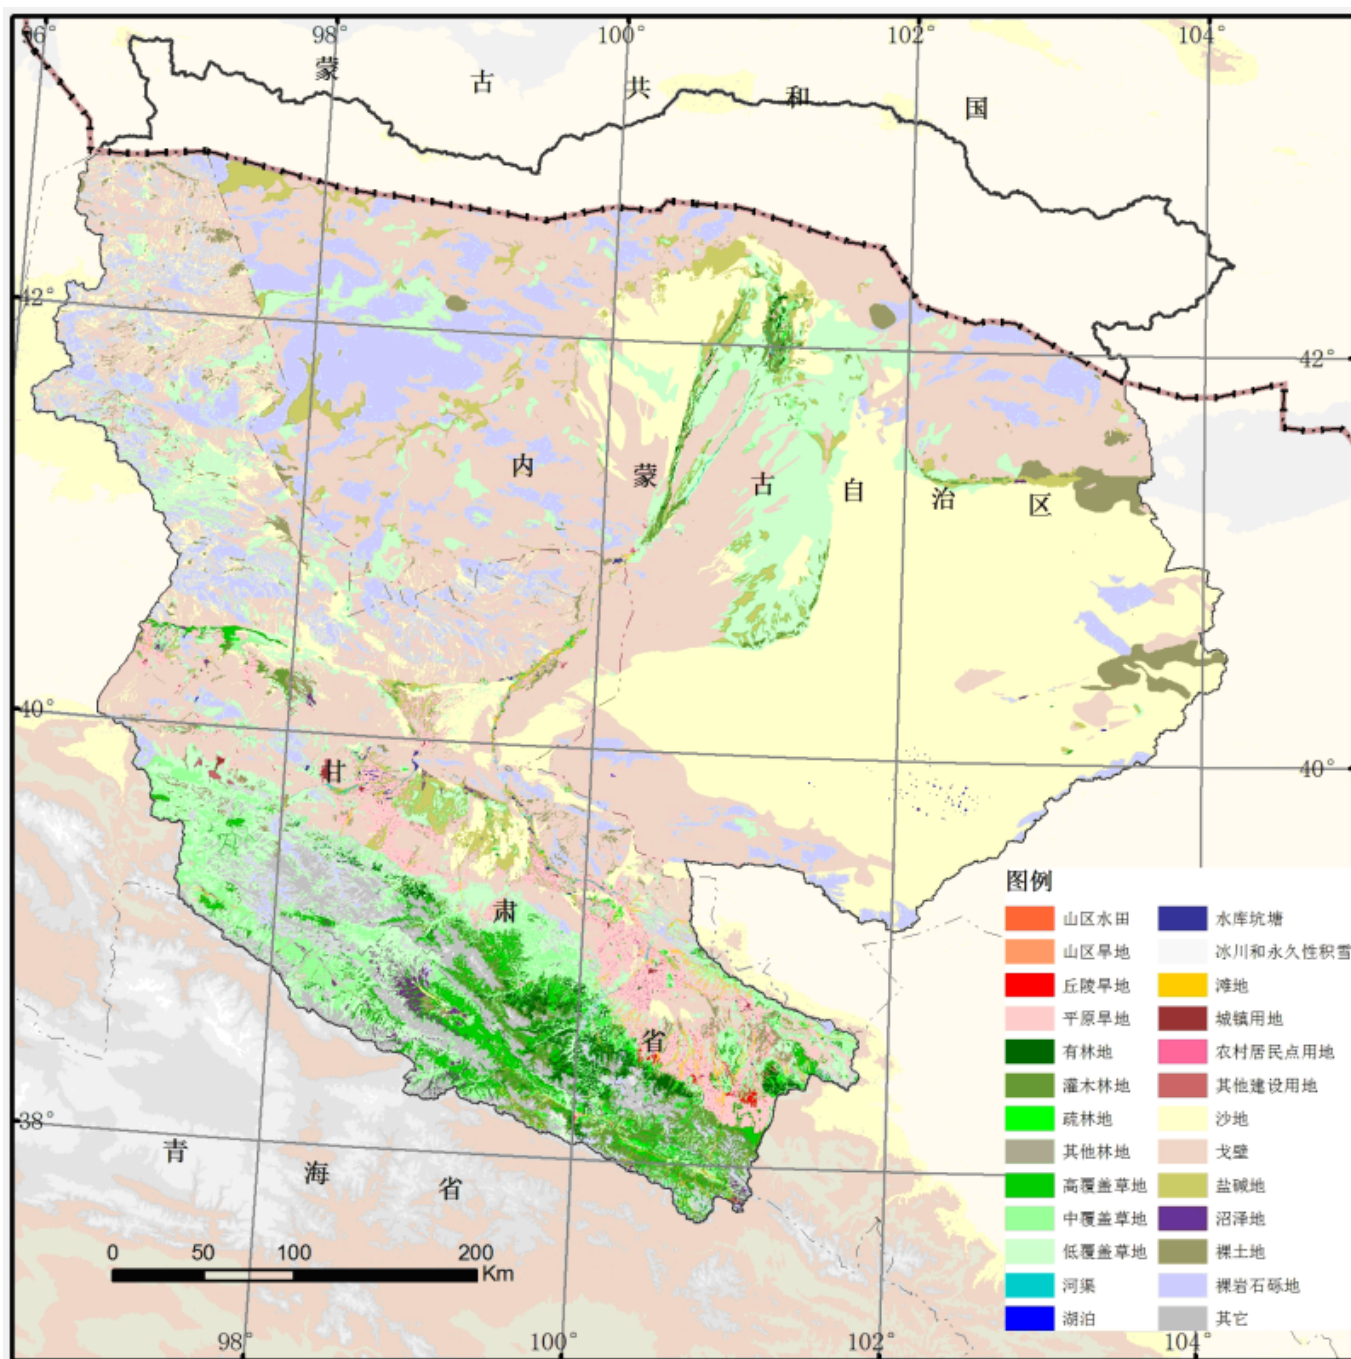 96° 98° 100° 102° 104°
蒙 古 共 和 国
42° 42°
内 蒙 古 自 治 区
40° 40°
甘 肃 省
38°
青 海 省
0 50 100 200
Km
98° 100° 102° 104°
图例
山区水田
山区旱地
丘陵旱地
平原旱地
有林地
灌木林地
疏林地
其他林地
高覆盖草地
中覆盖草地
低覆盖草地
河渠
湖泊
水库坑塘
冰川和永久性积雪
滩地
城镇用地
农村居民点用地
其他建设用地
沙地
戈壁
盐碱地
沼泽地
裸土地
裸岩石砾地
其它